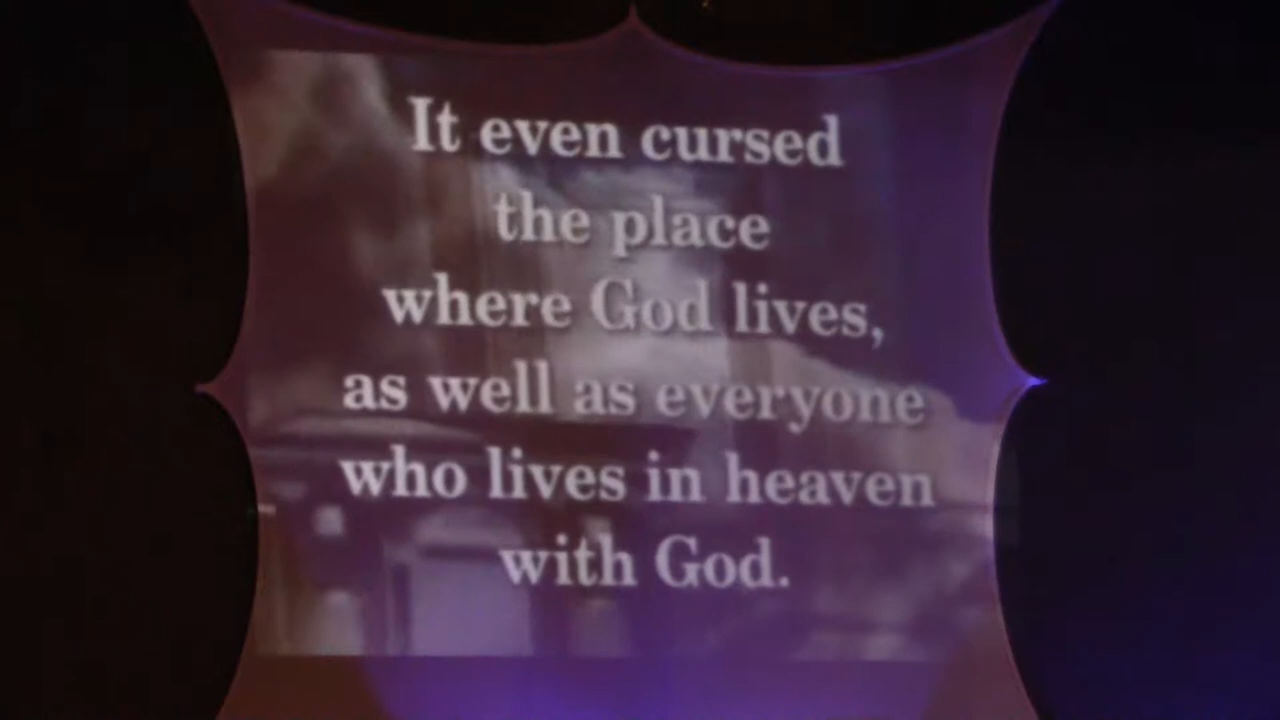 It even cursed
the place
where God lives,
as well as everyone
who lives in heaven
with God.